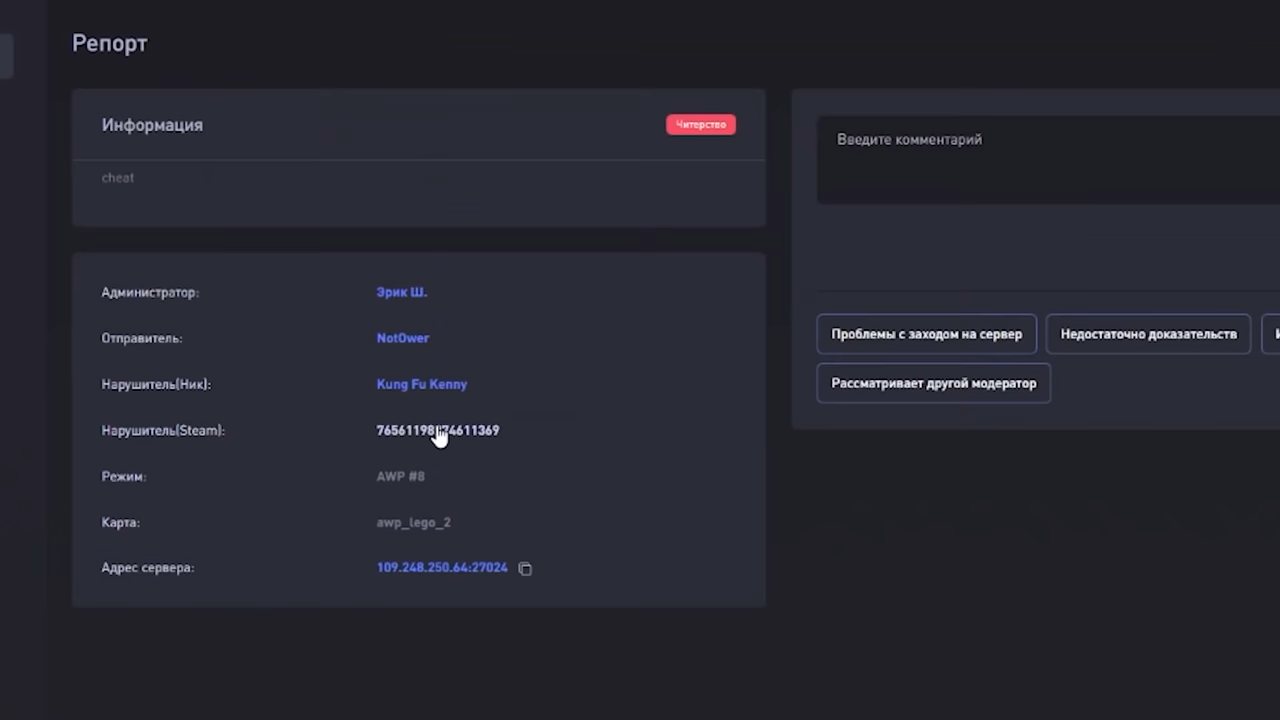 Репорт
Информация
Читерство
cheat
Администратор:
Эрик Ш.
Отправитель:
NotOwer
Нарушитель(Ник):
Kung Fu Kenny
Нарушитель(Steam):
Режим:
AWP #8
Карта:
awp_lego_2
Адрес сервера:
109.248.250.64:27024
Введите комментарий
Проблемы с заходом на сервер
Недостаточно доказательств
Рассматривает другой модератор